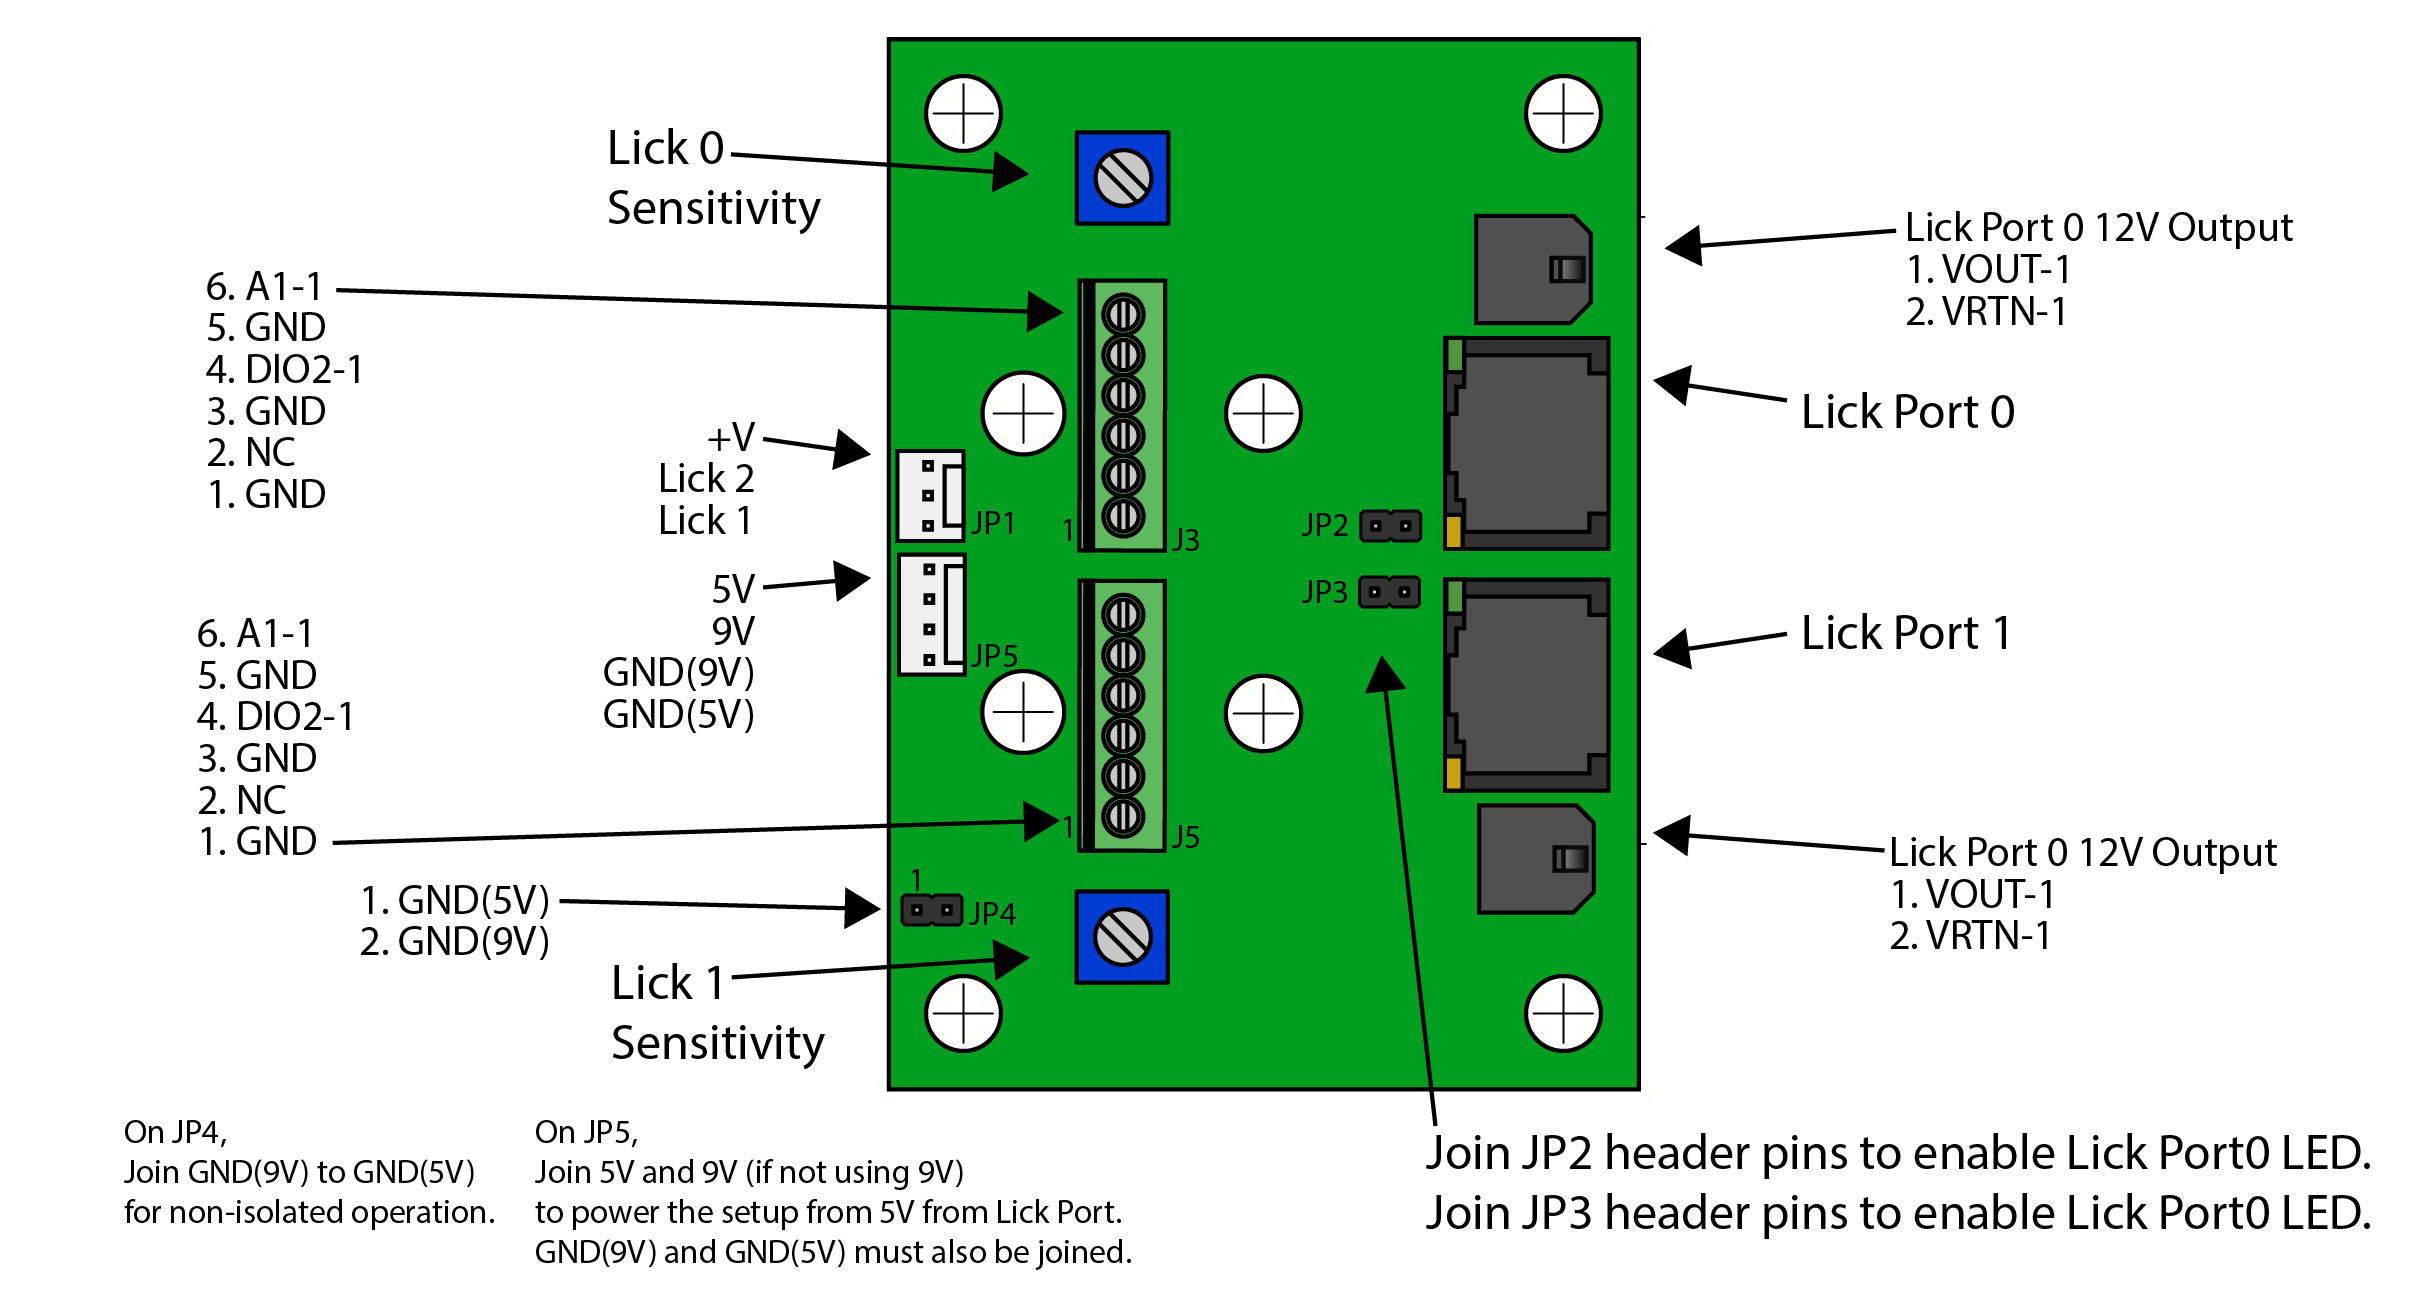 Lick 0
Sensitivity
6. A1-1
5. GND
4. DIO2-1
3. GND
2. NC
1. GND
+V
Lick 2
Lick 1
5V
9V
GND(9V)
GND(5V)
6. A1-1
5. GND
4. DIO2-1
3. GND
2. NC
1. GND
1. GND(5V)
2. GND(9V)
Lick 1
Sensitivity
JP1
1
J3
JP5
1
J5
1
JP4
JP2
JP3
Lick Port 0 12V Output
1. VOUT-1
2. VRTN-1
Lick Port 0
Lick Port 1
Lick Port 0 12V Output
1. VOUT-1
2. VRTN-1
On JP4,
Join GND(9V) to GND(5V)
for non-isolated operation.
On JP5,
Join 5V and 9V (if not using 9V)
to power the setup from 5V from Lick Port.
GND(9V) and GND(5V) must also be joined.
Join JP2 header pins to enable Lick Port0 LED.
Join JP3 header pins to enable Lick Port0 LED.